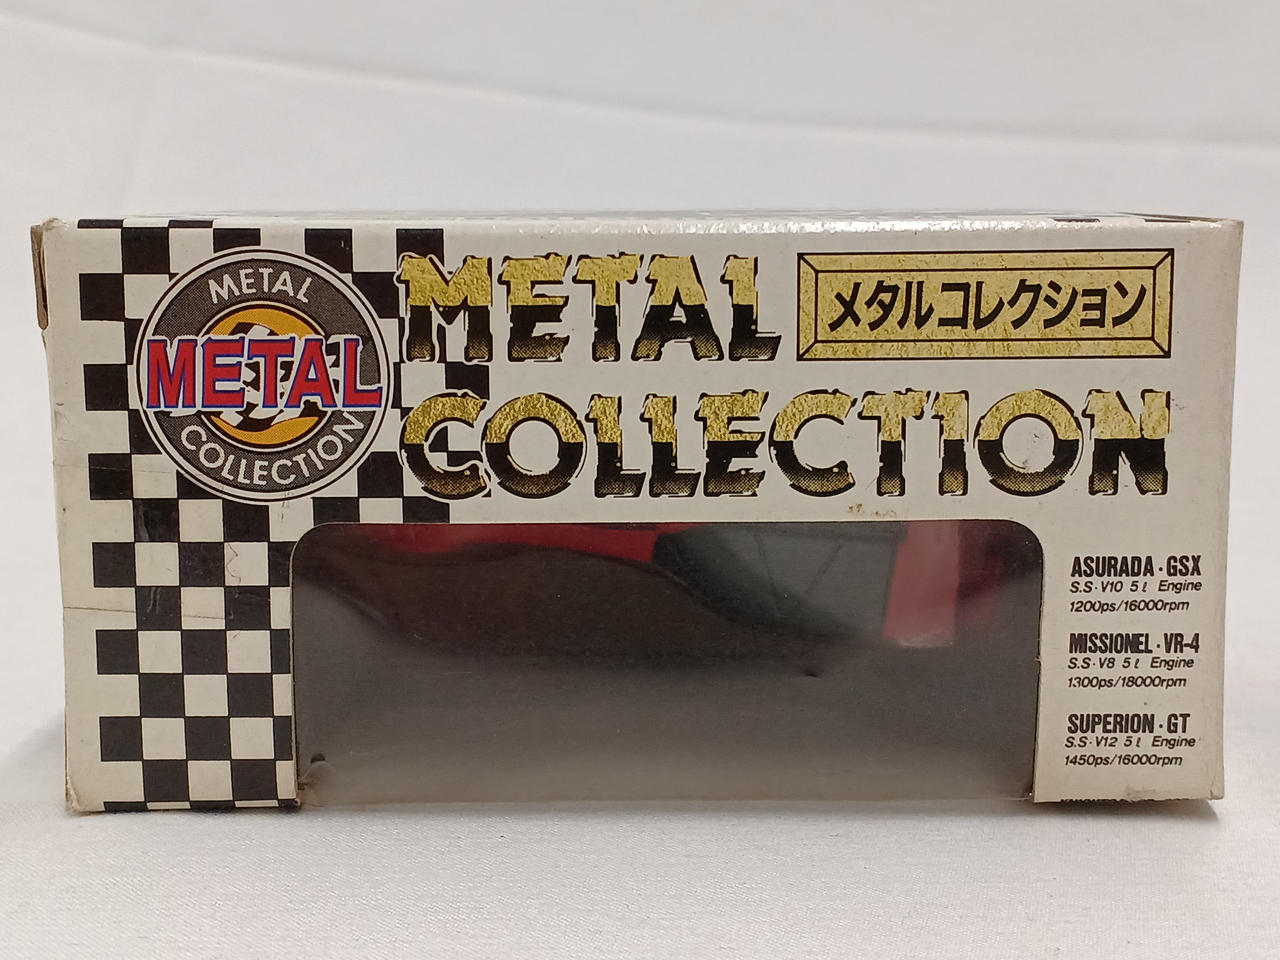 METAL
METAL
COLLECTION
METAL
メタルコレクション
COLLECTION
ASURADA·GSX
S.S·V10 5ℓ Engine
1200ps/16000rpm
MISSIONEL·VR-4
S.S·V8 5ℓ Engine
1300ps/18000rpm
SUPERION·GT
S.S·V12 5ℓ Engine
1450ps/16000rpm